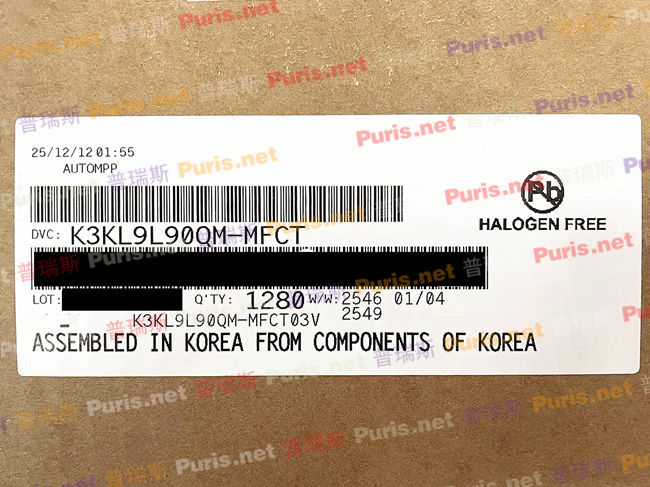 25/12/12 01:55
AUTOMPP
Pb
HALOGEN FREE
DVC: K3KL9L90QM-MFCT
LOT: Q'TY: 1280 W/W: 2546 01/04
K3KL9L90QM-MFCT03V 2549
ASSEMBLED IN KOREA FROM COMPONENTS OF KOREA
普瑞斯 Puris.net